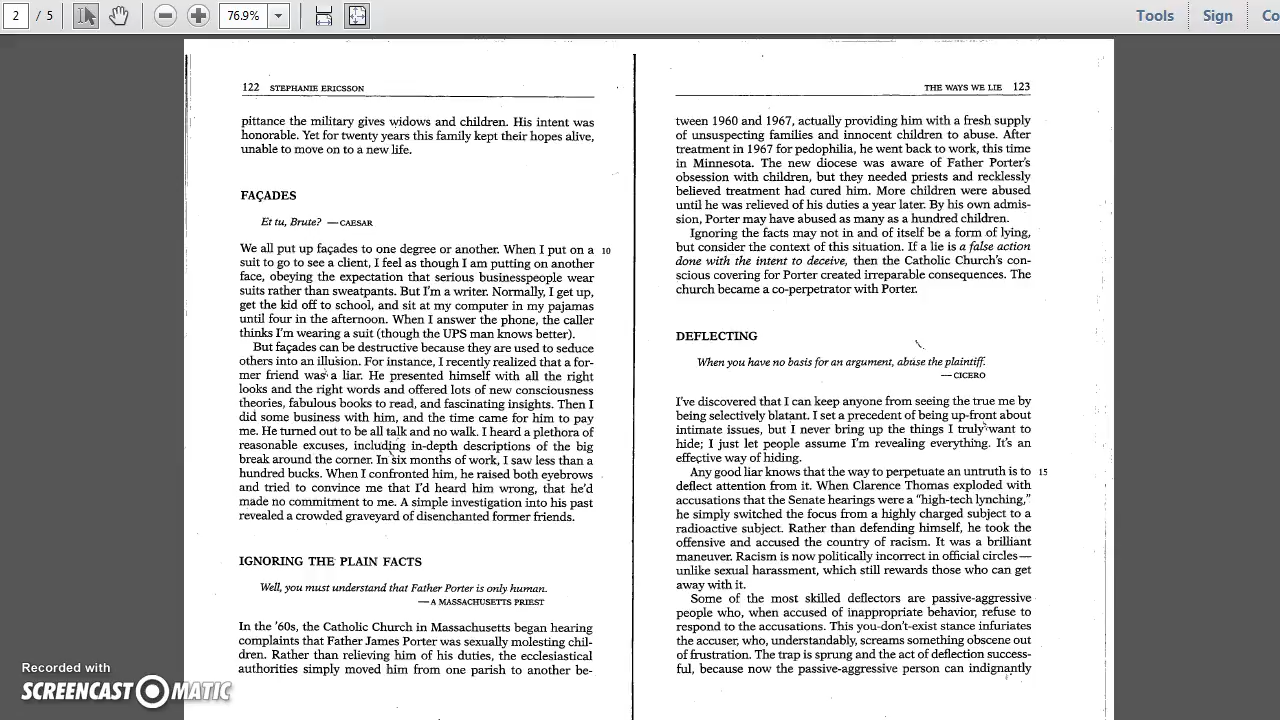 2 / 5
76.9%
Tools
Sign
Co
122 STEPHANIE ERICSSON
pittance the military gives widows and children. His intent was
honorable. Yet for twenty years this family kept their hopes alive,
unable to move on to a new life.
FAÇADES
Et tu, Brute? —CAESAR
We all put up façades to one degree or another. When I put on a 10
suit to go to see a client, I feel as though I am putting on another
face, obeying the expectation that serious businesspeople wear
suits rather than sweatpants. But I'm a writer. Normally, I get up,
get the kid off to school, and sit at my computer in my pajamas
until four in the afternoon. When I answer the phone, the caller
thinks I'm wearing a suit (though the UPS man knows better).
But façades can be destructive because they are used to seduce
others into an illusion. For instance, I recently realized that a for-
mer friend was a liar. He presented himself with all the right
looks and the right words and offered lots of new consciousness
theories, fabulous books to read, and fascinating insights. Then I
did some business with him, and the time came for him to pay
me. He turned out to be all talk and no walk. I heard a plethora of
reasonable excuses, including in-depth descriptions of the big
break around the corner. In six months of work, I saw less than a
hundred bucks. When I confronted him, he raised both eyebrows
and tried to convince me that I'd heard him wrong, that he'd
made no commitment to me. A simple investigation into his past
revealed a crowded graveyard of disenchanted former friends.
IGNORING THE PLAIN FACTS
Well, you must understand that Father Porter is only human.
—A MASSACHUSETTS PRIEST
In the '60s, the Catholic Church in Massachusetts began hearing
complaints that Father James Porter was sexually molesting chil-
dren. Rather than relieving him of his duties, the ecclesiastical
authorities simply moved him from one parish to another be-
THE WAYS WE LIE 123
tween 1960 and 1967, actually providing him with a fresh supply
of unsuspecting families and innocent children to abuse. After
treatment in 1967 for pedophilia, he went back to work, this time
in Minnesota. The new diocese was aware of Father Porter's
obsession with children, but they needed priests and recklessly
believed treatment had cured him. More children were abused
until he was relieved of his duties a year later. By his own admis-
sion, Porter may have abused as many as a hundred children.
Ignoring the facts may not in and of itself be a form of lying,
but consider the context of this situation. If a lie is a false action
done with the intent to deceive, then the Catholic Church's con-
scious covering for Porter created irreparable consequences. The
church became a co-perpetrator with Porter.
DEFLECTING
When you have no basis for an argument, abuse the plaintiff.
—CICERO
I've discovered that I can keep anyone from seeing the true me by
being selectively blatant. I set a precedent of being up-front about
intimate issues, but I never bring up the things I truly want to
hide; I just let people assume I'm revealing everything. It's an
effective way of hiding.
Any good liar knows that the way to perpetuate an untruth is to 15
deflect attention from it. When Clarence Thomas exploded with
accusations that the Senate hearings were a "high-tech lynching,"
he simply switched the focus from a highly charged subject to a
radioactive subject. Rather than defending himself, he took the
offensive and accused the country of racism. It was a brilliant
maneuver. Racism is now politically incorrect in official circles—
unlike sexual harassment, which still rewards those who can get
away with it.
Some of the most skilled deflectors are passive-aggressive
people who, when accused of inappropriate behavior, refuse to
respond to the accusations. This you-don't-exist stance infuriates
the accuser, who, understandably, screams something obscene out
of frustration. The trap is sprung and the act of deflection success-
ful, because now the passive-aggressive person can indignantly
Recorded with
SCREENCAST MATIC